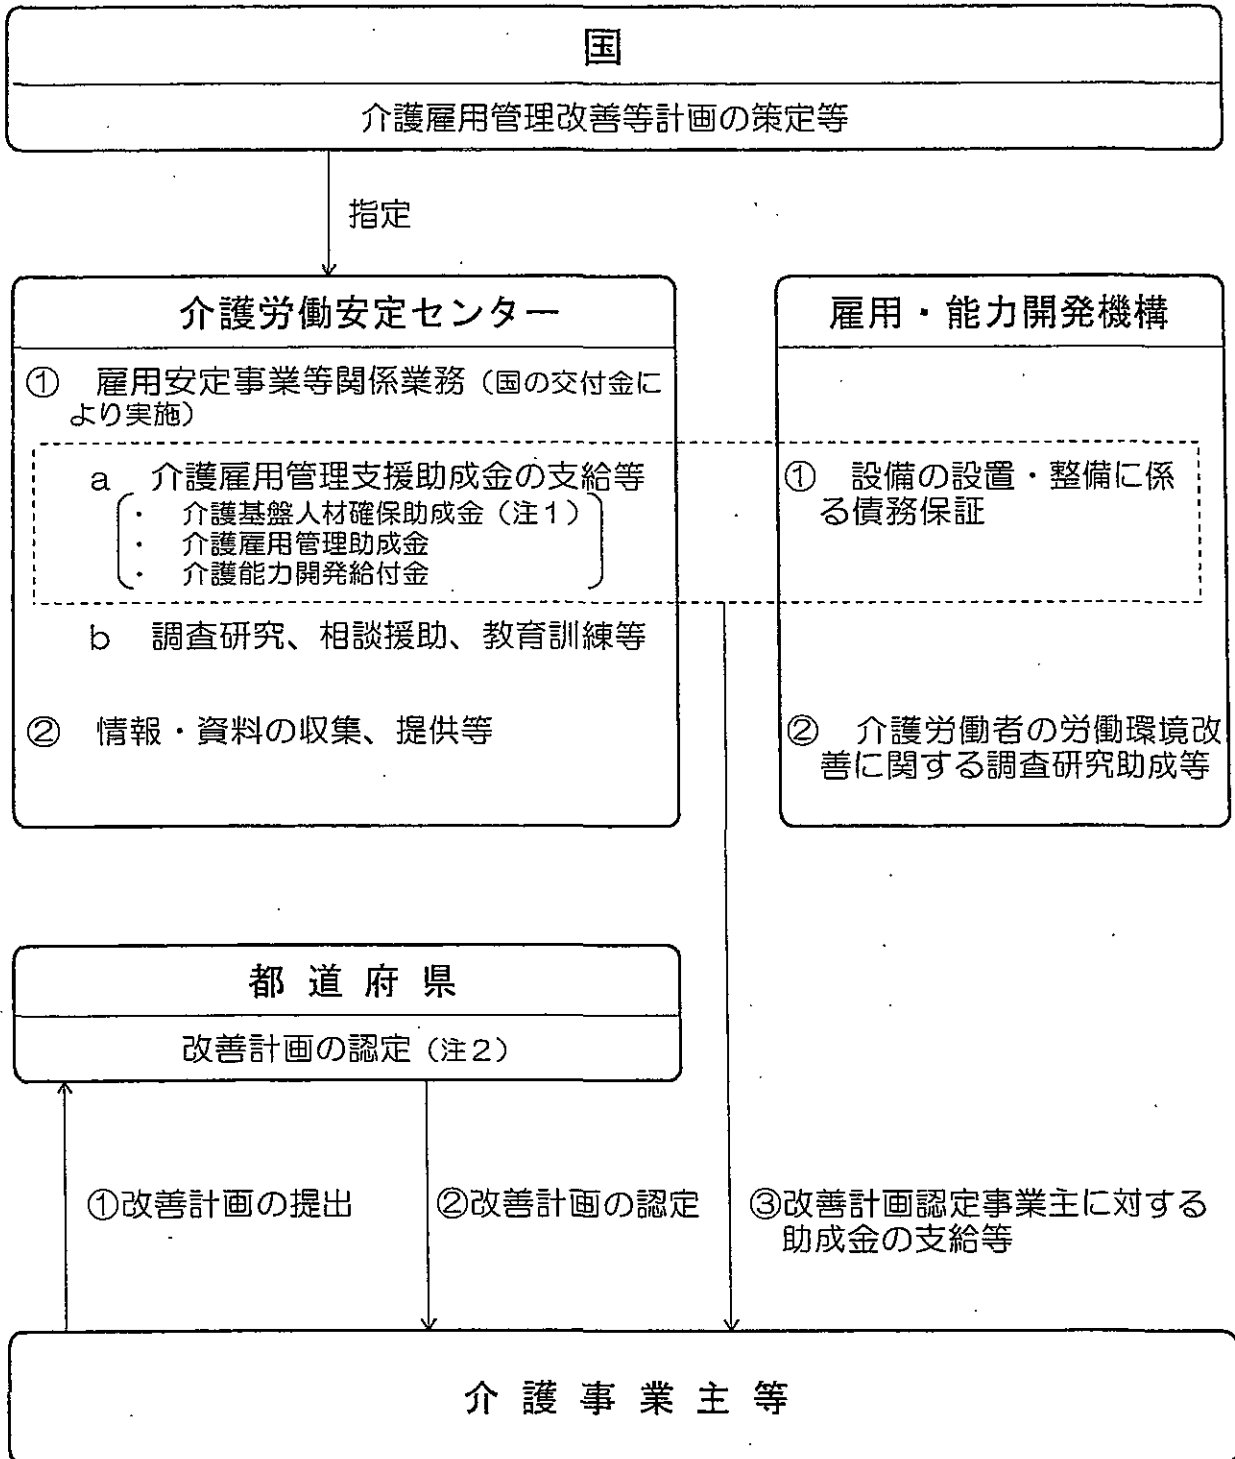 国
介護雇用管理改善等計画の策定等
指定
介護労働安定センター
① 雇用安定事業等関係業務（国の交付金に
より実施）
a 介護雇用管理支援助成金の支給等
・ 介護基盤人材確保助成金（注１）
・ 介護雇用管理助成金
・ 介護能力開発給付金
b 調査研究、相談援助、教育訓練等
② 情報・資料の収集、提供等
雇用・能力開発機構
① 設備の設置・整備に係
る債務保証
② 介護労働者の労働環境改
善に関する調査研究助成等
都道府県
改善計画の認定（注２）
①改善計画の提出
②改善計画の認定
③改善計画認定事業主に対する
助成金の支給等
介護事業主等